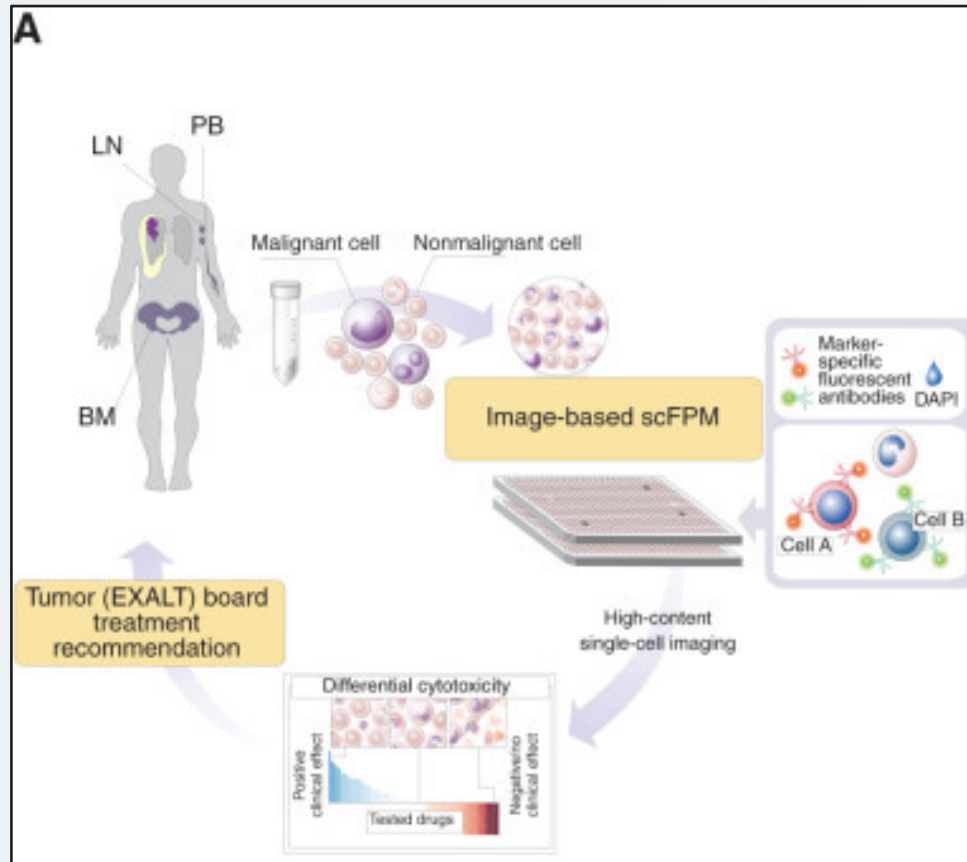 A
PB
LN
BM
Malignant cell
Nonmalignant cell
Image-based scFPM
Marker-
specific
fluorescent
antibodies
DAPI
Cell A
Cell B
High-content
single-cell imaging
Differential cytotoxicity
Positive
clinical effect
Negative/no
clinical effect
Tested drugs
Tumor (EXALT) board
treatment
recommendation